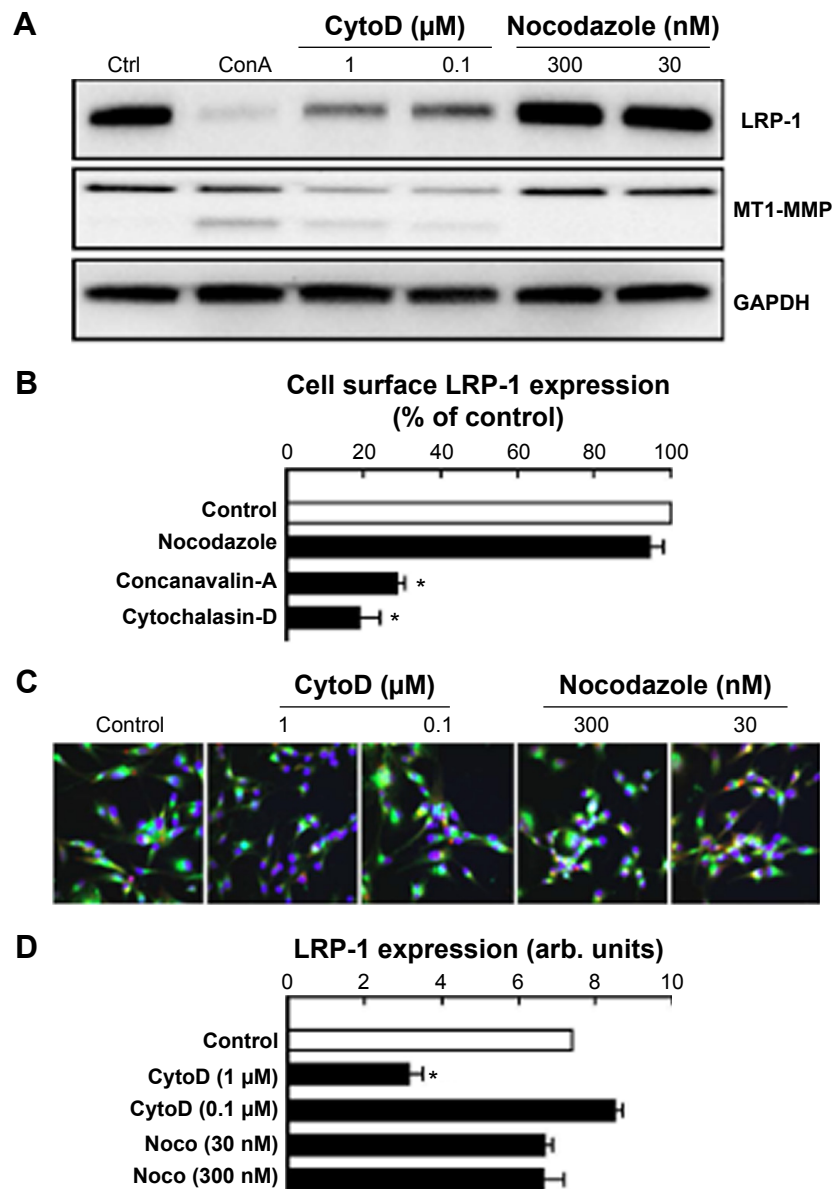 A
CytoD (µM) Nocodazole (nM)
Ctrl ConA 1 0.1 300 30
LRP-1
MT1-MMP
GAPDH
B
Cell surface LRP-1 expression
(% of control)
0 20 40 60 80 100
Control
Nocodazole
Concanavalin-A *
Cytochalasin-D *
C
CytoD (µM) Nocodazole (nM)
Control 1 0.1 300 30
D
LRP-1 expression (arb. units)
0 2 4 6 8 10
Control
CytoD (1 µM) *
CytoD (0.1 µM)
Noco (30 nM)
Noco (300 nM)